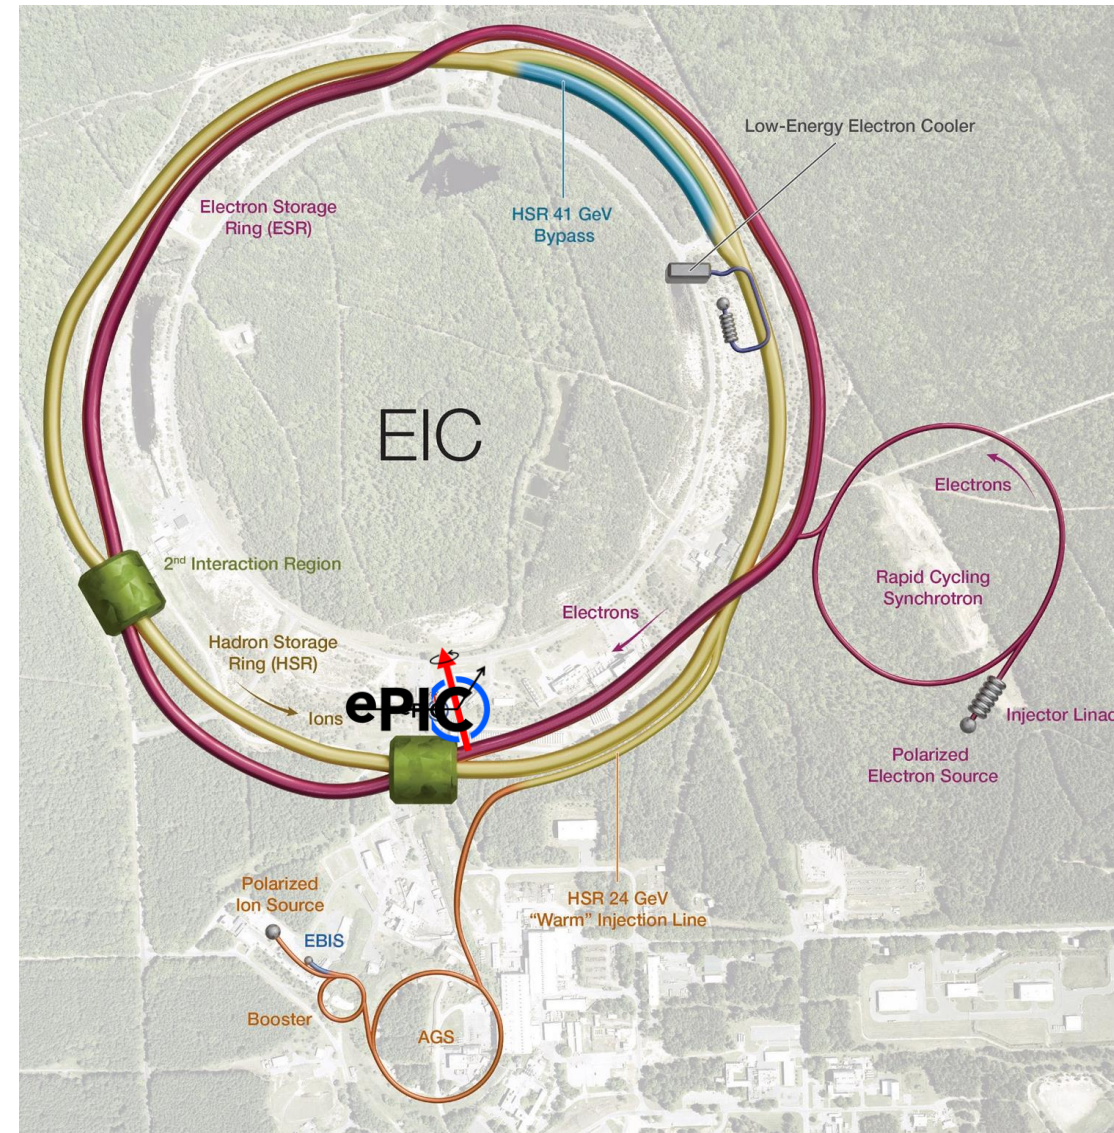 Low-Energy Electron Cooler
Electron Storage
Ring (ESR)
HSR 41 GeV
Bypass
EIC
Electrons
2nd Interaction Region
Rapid Cycling
Synchrotron
Electrons
Hadron Storage
Ring (HSR)
Ions
ePIC
Injector Linac
Polarized
Electron Source
Polarized
Ion Source
HSR 24 GeV
“Warm” Injection Line
EBIS
Booster
AGS